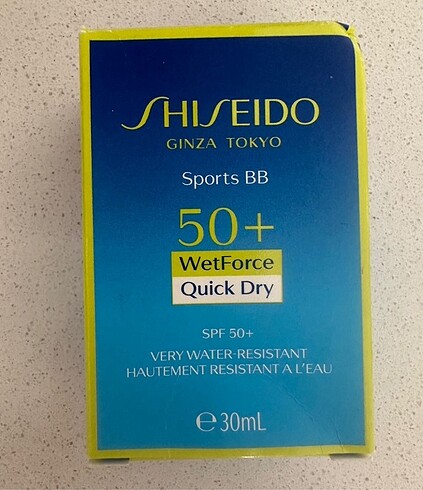 SHISEIDO
GINZA TOKYO
Sports BB
50+
WetForce
Quick Dry
SPF 50+
VERY WATER-RESISTANT
HAUTEMENT RESISTANT A L'EAU
℮30mL